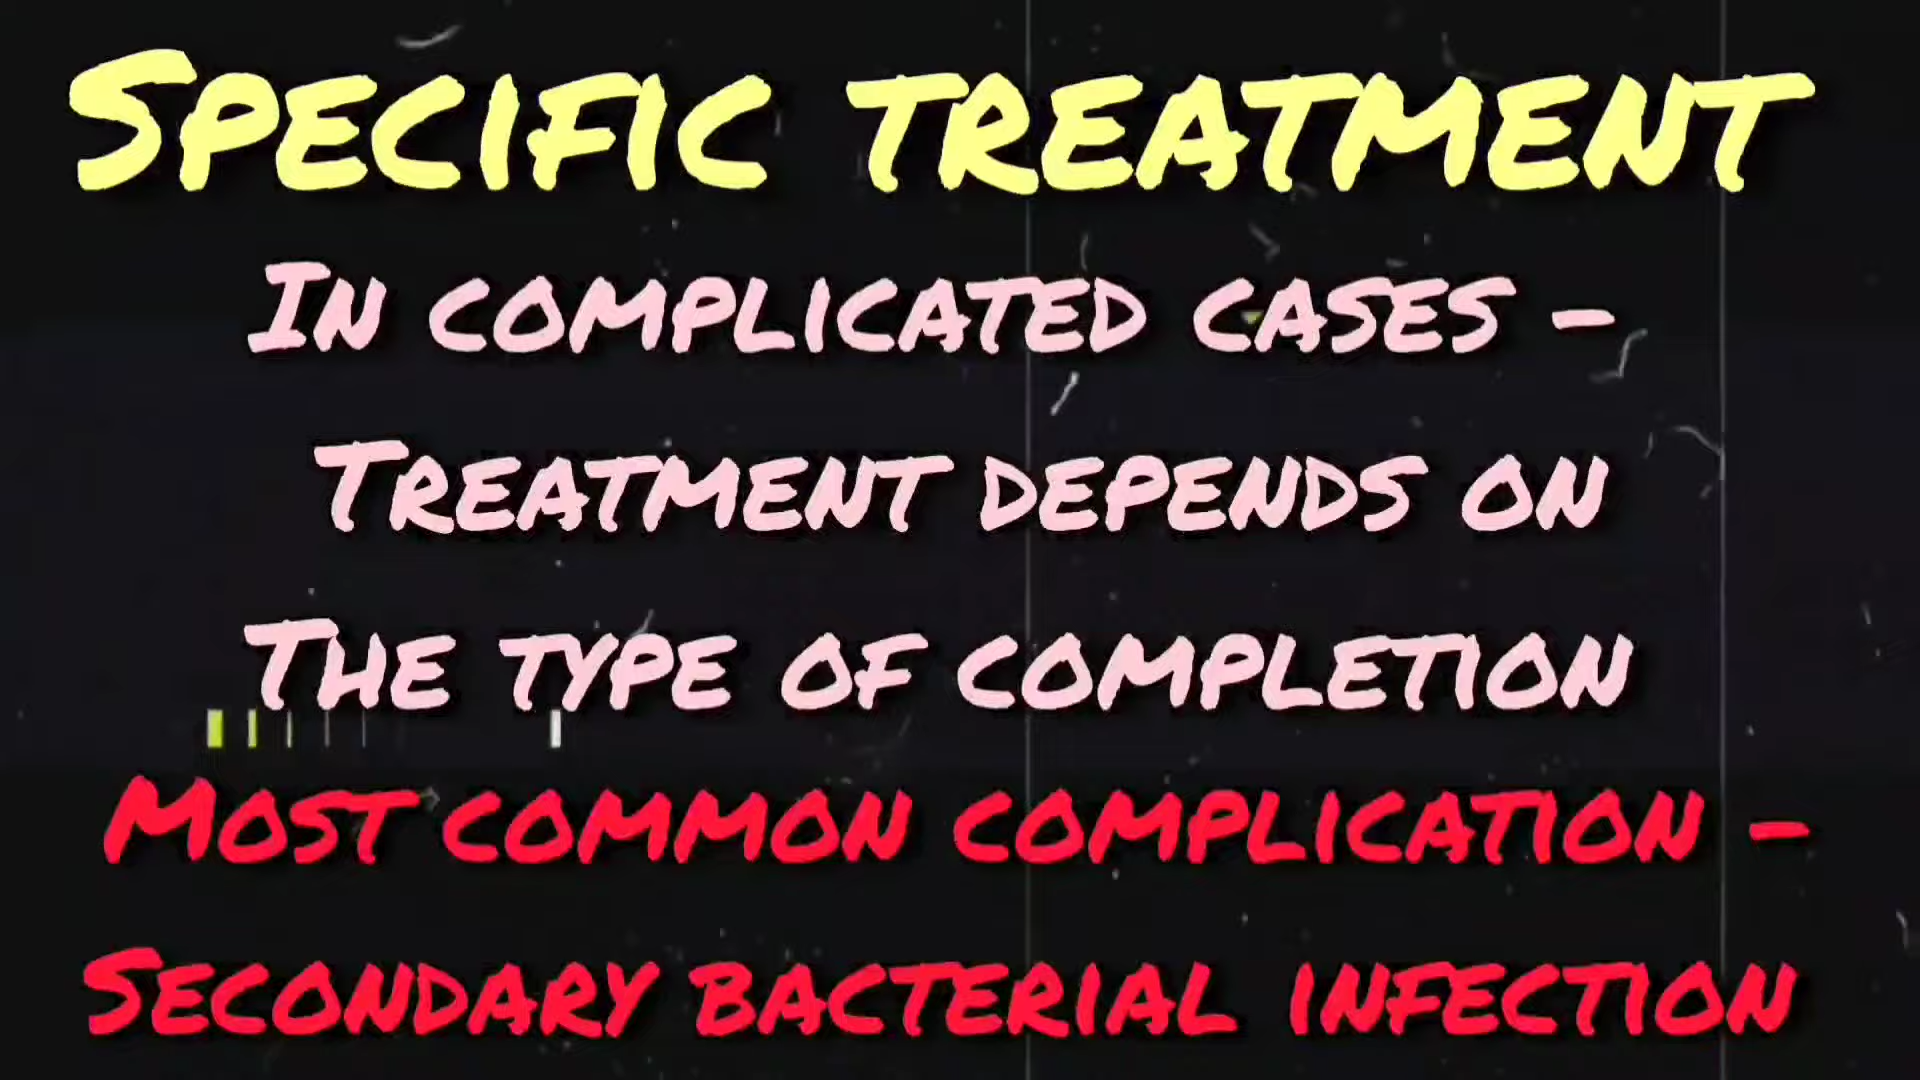 Specific treatment
In complicated cases -
Treatment depends on
The type of completion
Most common complication -
Secondary bacterial infection